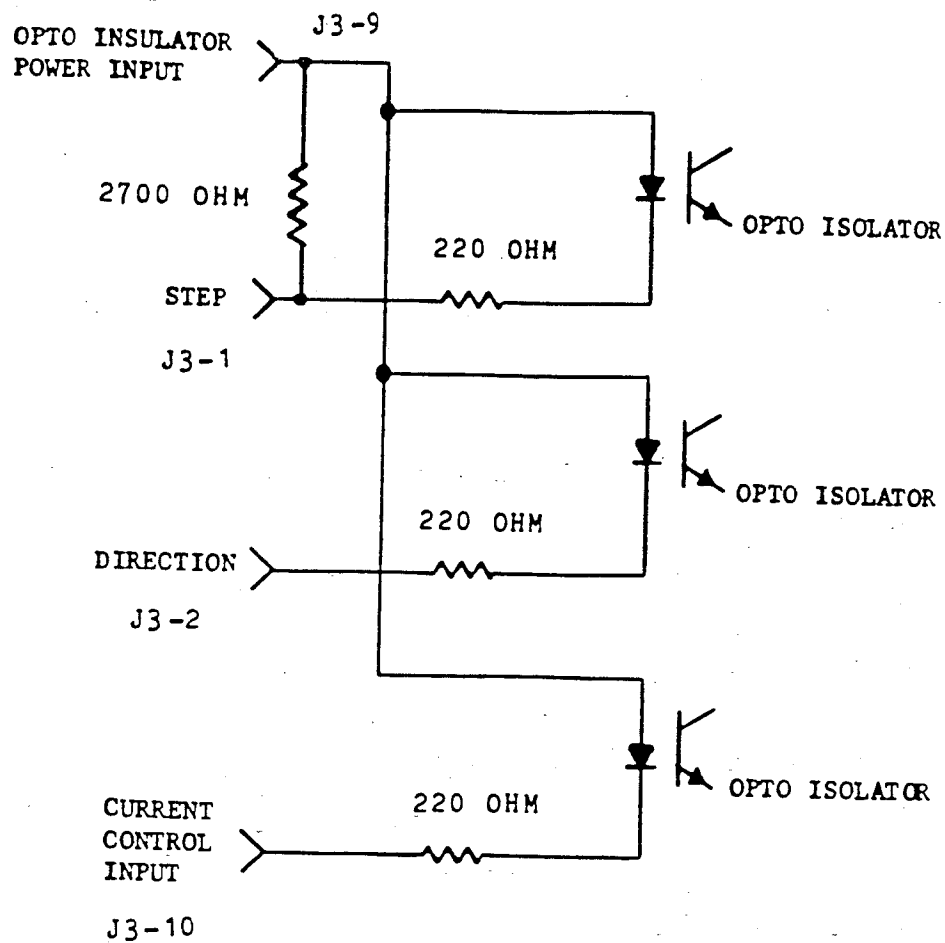 J3-9
OPTO INSULATOR
POWER INPUT
2700 OHM
OPTO ISOLATOR
220 OHM
STEP
J3-1
OPTO ISOLATOR
220 OHM
DIRECTION
J3-2
OPTO ISOLATOR
220 OHM
CURRENT
CONTROL
INPUT
J3-10